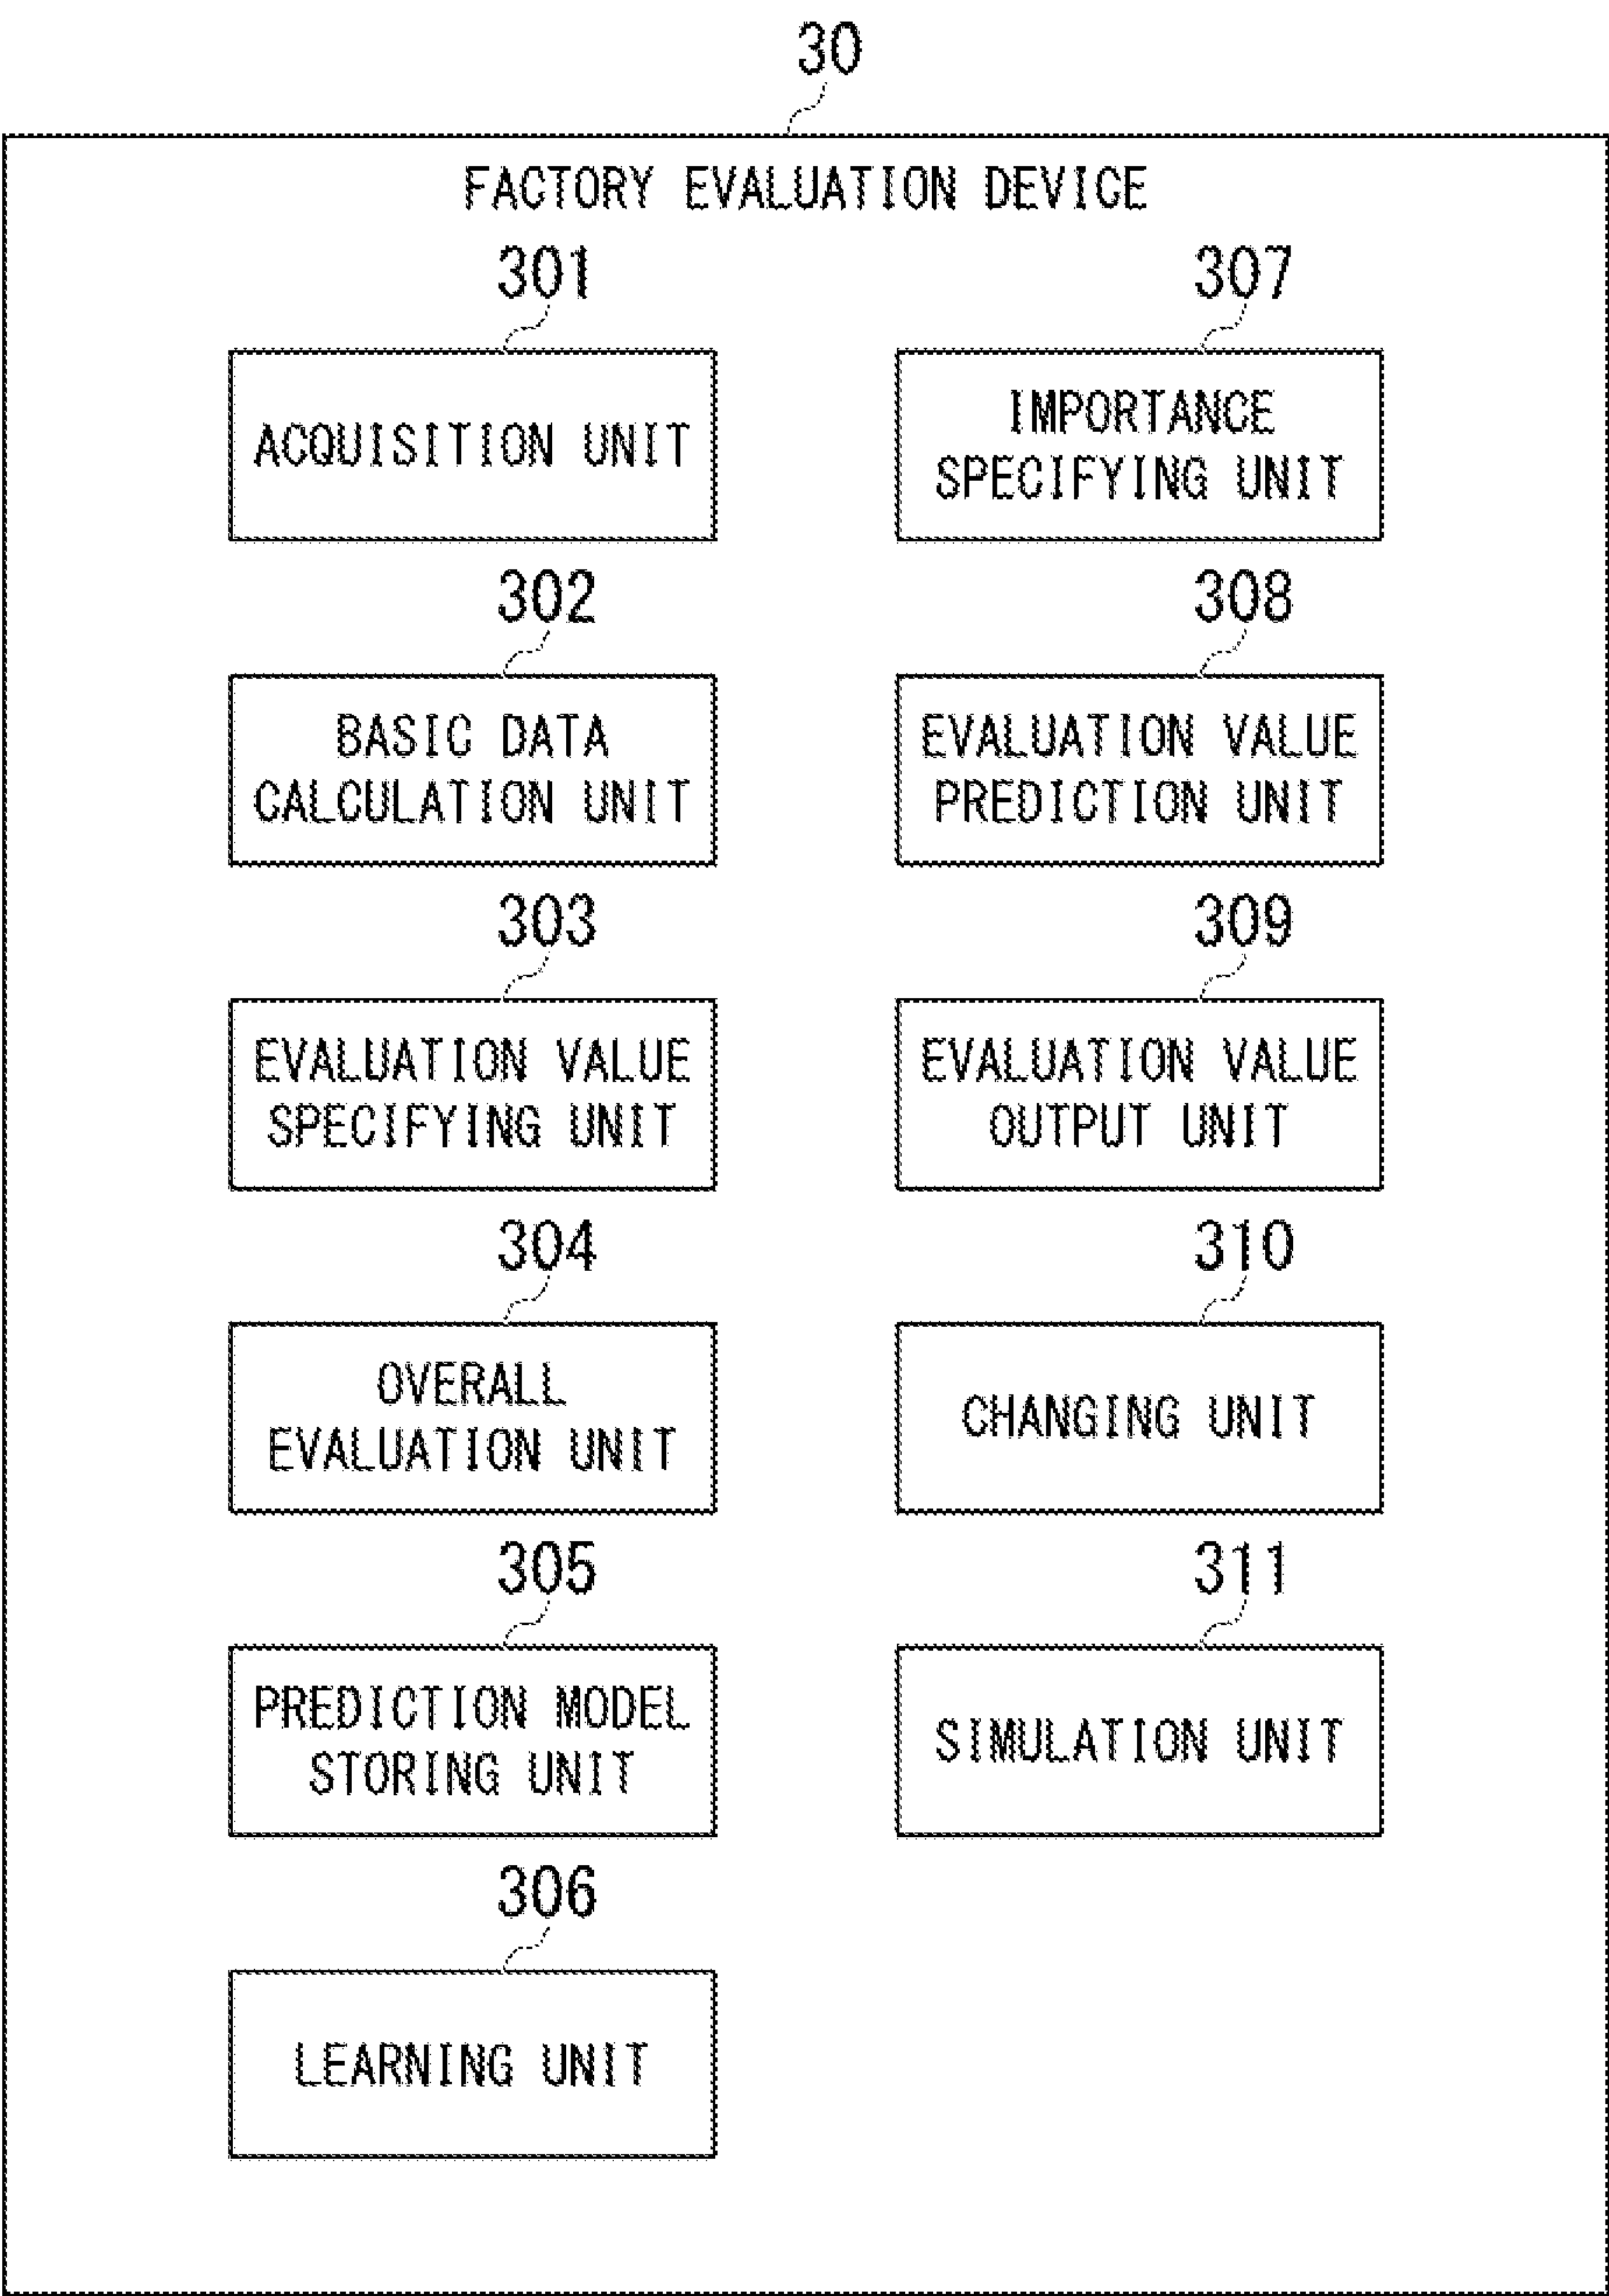 30
FACTORY EVALUATION DEVICE
301
ACQUISITION UNIT
302
BASIC DATA
CALCULATION UNIT
303
EVALUATION VALUE
SPECIFYING UNIT
304
OVERALL
EVALUATION UNIT
305
PREDICTION MODEL
STORING UNIT
306
LEARNING UNIT
307
IMPORTANCE
SPECIFYING UNIT
308
EVALUATION VALUE
PREDICTION UNIT
309
EVALUATION VALUE
OUTPUT UNIT
310
CHANGING UNIT
311
SIMULATION UNIT